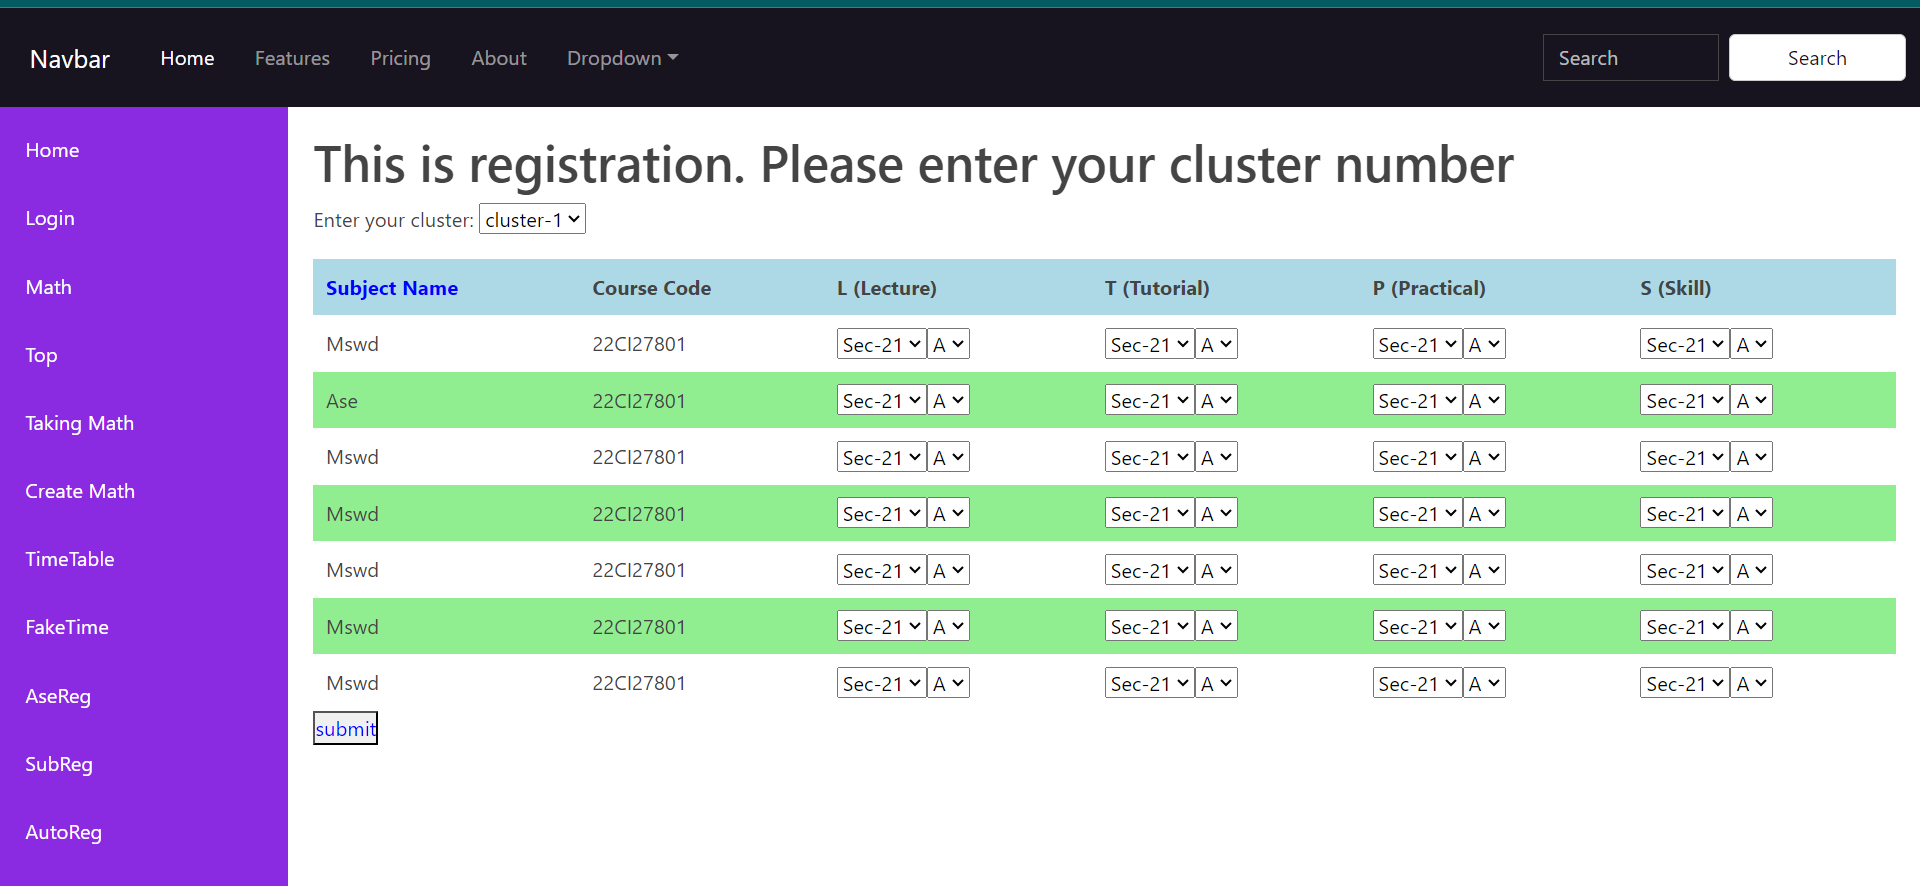 Navbar Home Features Pricing About Dropdown Search Search
Home
Login
Math
Top
Taking Math
Create Math
TimeTable
FakeTime
AseReg
SubReg
AutoReg
This is registration. Please enter your cluster number
Enter your cluster: cluster-1
Subject Name Course Code L (Lecture) T (Tutorial) P (Practical) S (Skill)
Mswd 22CI27801 Sec-21 A Sec-21 A Sec-21 A Sec-21 A
Ase 22CI27801 Sec-21 A Sec-21 A Sec-21 A Sec-21 A
Mswd 22CI27801 Sec-21 A Sec-21 A Sec-21 A Sec-21 A
Mswd 22CI27801 Sec-21 A Sec-21 A Sec-21 A Sec-21 A
Mswd 22CI27801 Sec-21 A Sec-21 A Sec-21 A Sec-21 A
Mswd 22CI27801 Sec-21 A Sec-21 A Sec-21 A Sec-21 A
Mswd 22CI27801 Sec-21 A Sec-21 A Sec-21 A Sec-21 A
submit